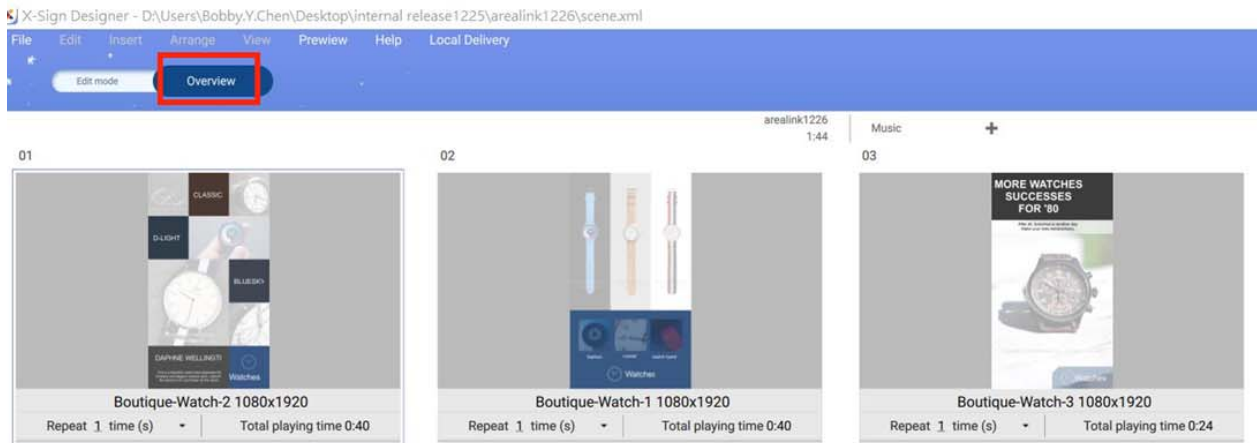 X-Sign Designer - D:\Users\Bobby.Y.Chen\Desktop\internal release1225\arealink1226\scene.xml
File Edit Insert Arrange View Prewiew Help Local Delivery
Edit mode Overview
arealink1226
1:44
Music +
01 02 03
CLASSIC
D-LIGHT
BLUESKY
DAPHNE WELLINGT
Watches
Watches
MORE WATCHES
SUCCESSES
FOR '80
Watches
Boutique-Watch-2 1080x1920 Boutique-Watch-1 1080x1920 Boutique-Watch-3 1080x1920
Repeat 1 time (s) Total playing time 0:40 Repeat 1 time (s) Total playing time 0:40 Repeat 1 time (s) Total playing time 0:24